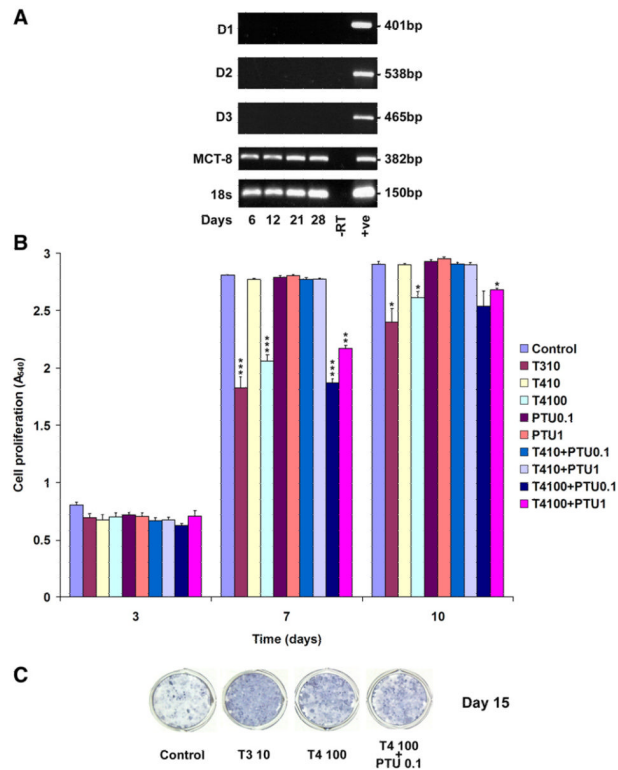 A
D1
401bp
D2
538bp
D3
465bp
MCT-8
382bp
18s
150bp
Days 6 12 21 28 -RT +ve
B
Cell proliferation (A₆₄₀)
3
2.5
2
1.5
1
0.5
0
***
***
***
**
*
*
*
3 7 10
Time (days)
Control
T310
T410
T4100
PTU0.1
PTU1
T410+PTU0.1
T410+PTU1
T4100+PTU0.1
T4100+PTU1
C
Day 15
Control
T3 10
T4 100
T4 100
+
PTU 0.1